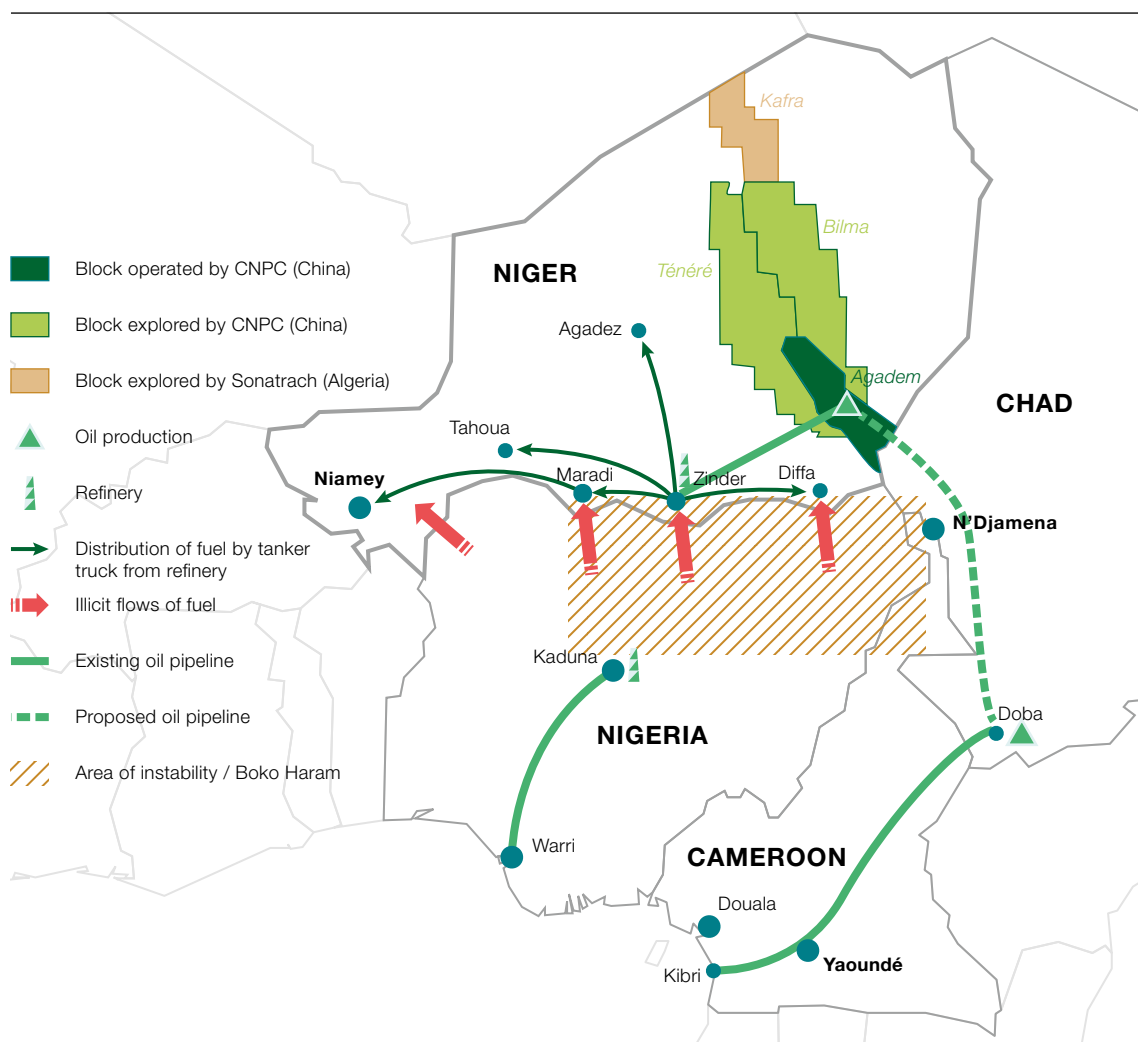 Kafra
Bilma
Ténéré
NIGER
Agadez
Agadem
CHAD
Tahoua
Maradi
Zinder
Diffa
Niamey
N'Djamena
Kaduna
NIGERIA
Doba
Warri
CAMEROON
Douala
Kibri
Yaoundé
Block operated by CNPC (China)
Block explored by CNPC (China)
Block explored by Sonatrach (Algeria)
Oil production
Refinery
Distribution of fuel by tanker
truck from refinery
Illicit flows of fuel
Existing oil pipeline
Proposed oil pipeline
Area of instability / Boko Haram